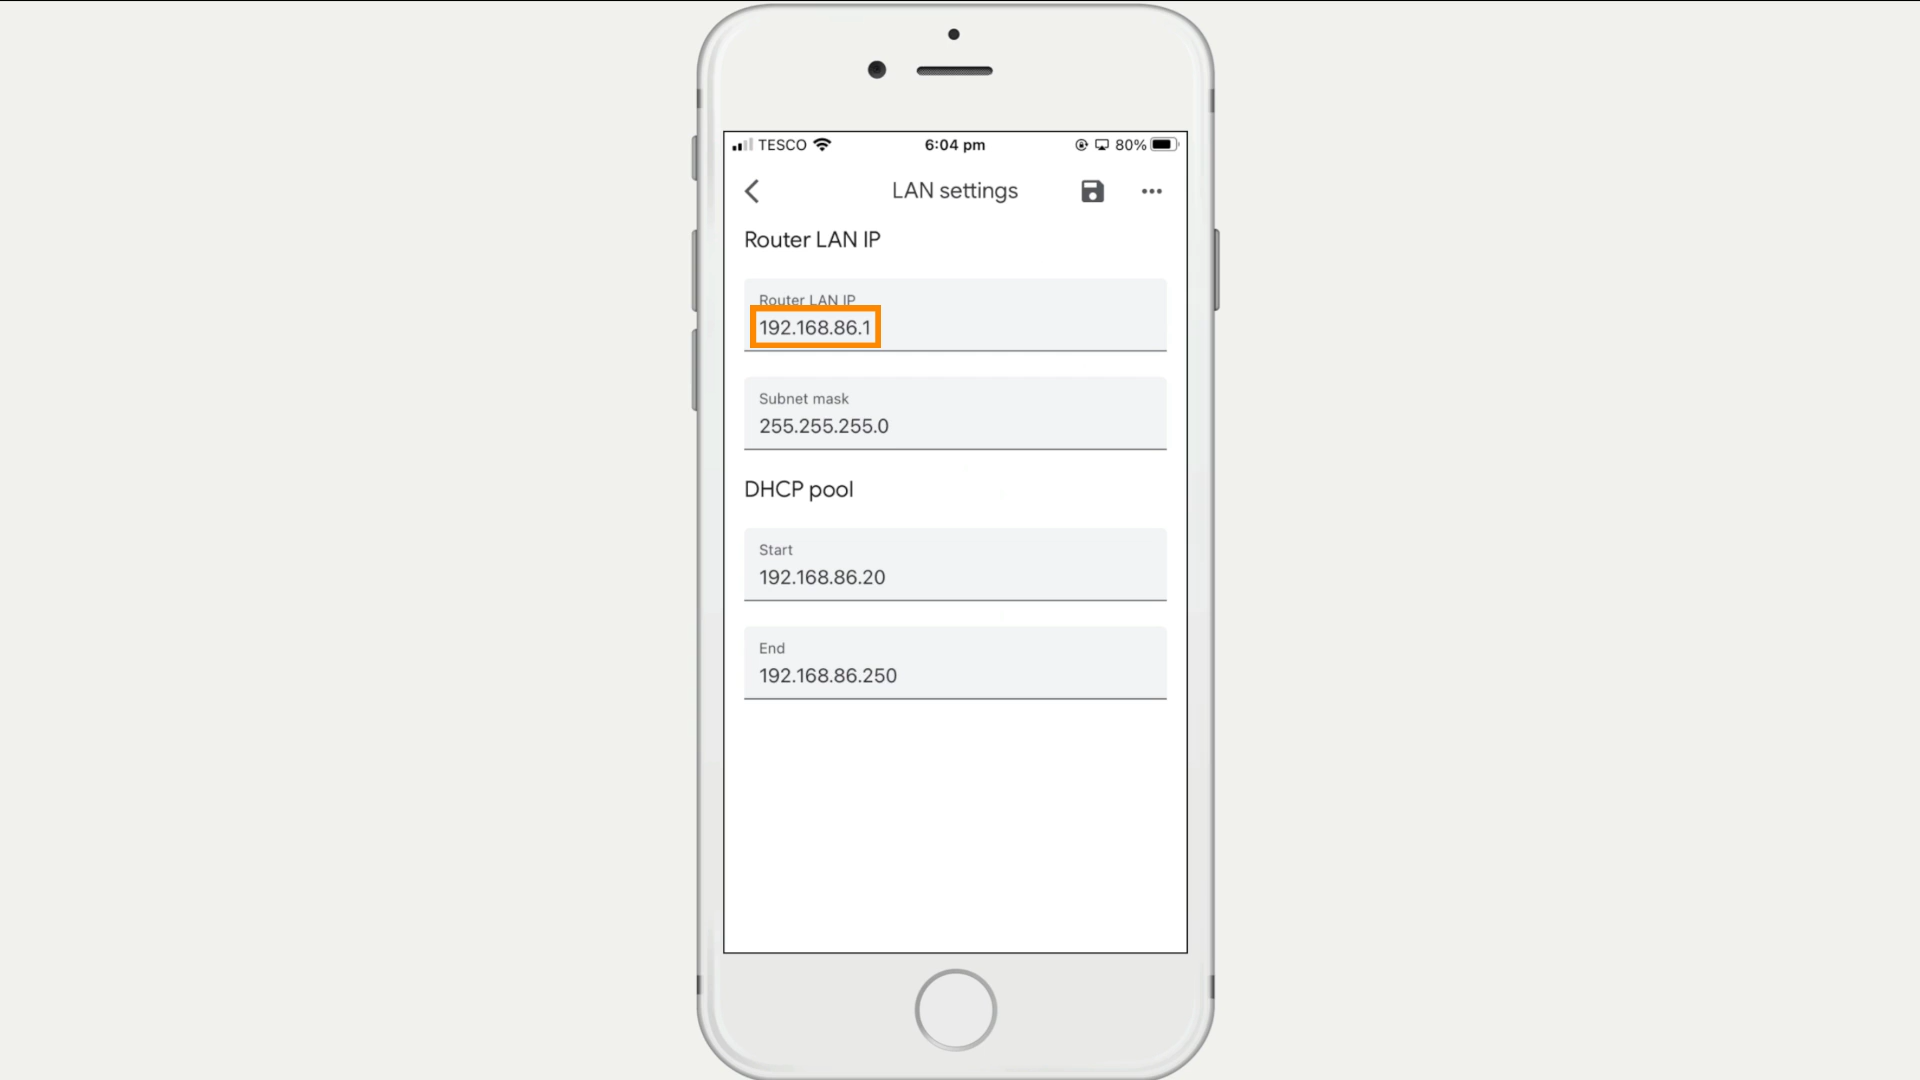 TESCO 6:04 pm 80%
LAN settings
Router LAN IP
Router LAN IP
192.168.86.1
Subnet mask
255.255.255.0
DHCP pool
Start
192.168.86.20
End
192.168.86.250